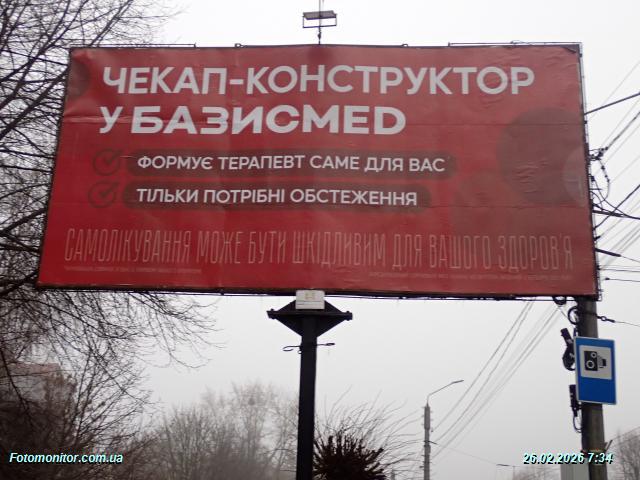 ЧЕКАП-КОНСТРУКТОР
У БАЗИСMED
ФОРМУЄ ТЕРАПЕВТ САМЕ ДЛЯ ВАС
ТІЛЬКИ ПОТРІБНІ ОБСТЕЖЕННЯ
САМОЛІКУВАННЯ МОЖЕ БУТИ ШКІДЛИВИМ ДЛЯ ВАШОГО ЗДОРОВ'Я
Fotomonitor.com.ua
26.02.2026 7:34